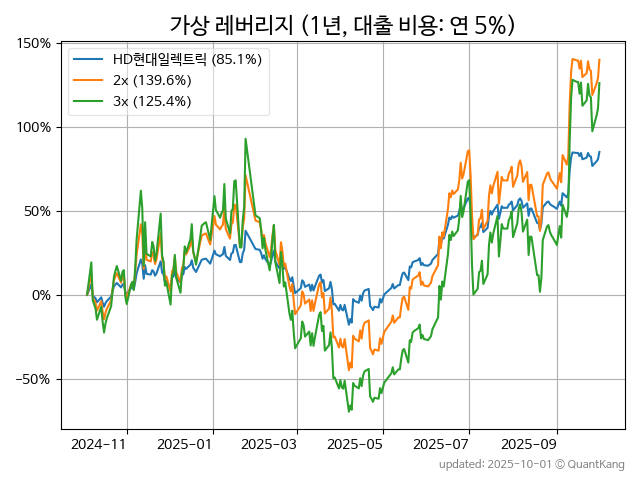 가상 레버리지 (1년, 대출 비용: 연 5%)
HD현대일렉트릭 (85.1%)
2x (139.6%)
3x (125.4%)
150%
100%
50%
0%
−50%
2024-11 2025-01 2025-03 2025-05 2025-07 2025-09
updated: 2025-10-01 © QuantKang